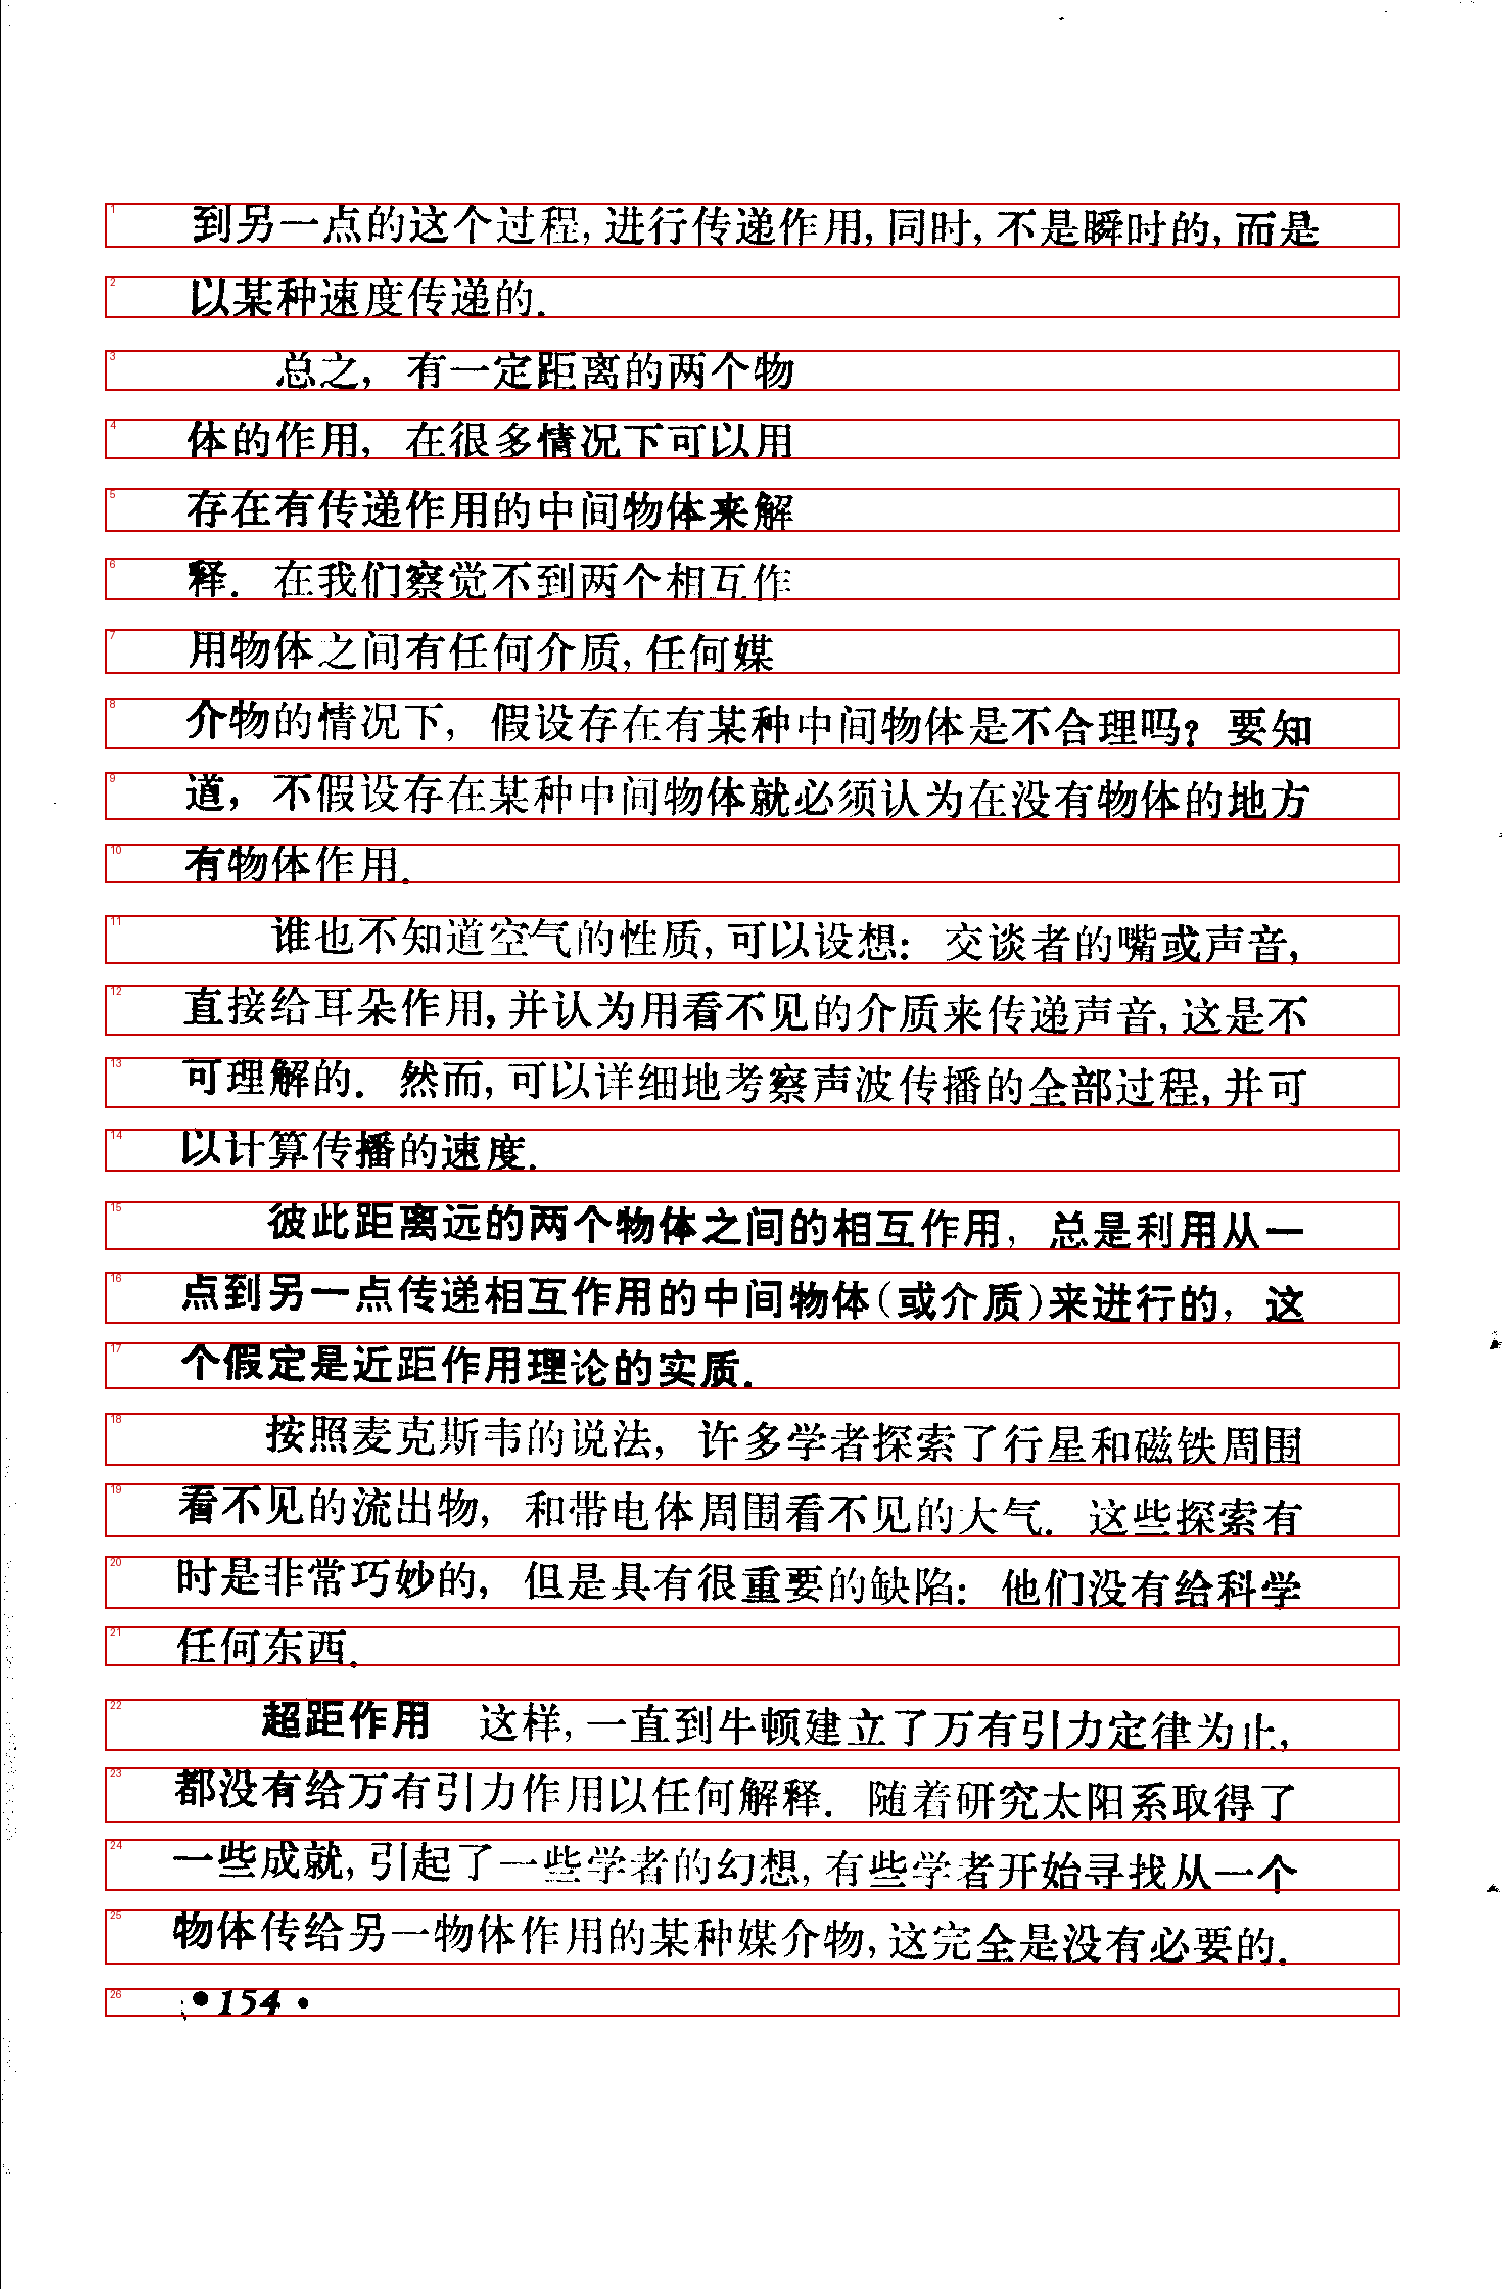 到另一点的这个过程,进行传递作用,同时,不是瞬时的,而是
以某种速度传递的.
总之，有一定距离的两个物
体的作用，在很多情况下可以用
存在有传递作用的中间物体来解
释．在我们察觉不到两个相互作
用物体之间有任何介质,任何媒
介物的情况下，假设存在有某种中间物体是不合理吗？要知
道，不假设存在某种中间物体就必须认为在没有物体的地方
有物体作用.
谁也不知道空气的性质,可以设想：交谈者的嘴或声音,
直接给耳朵作用,并认为用看不见的介质来传递声音,这是不
可理解的．然而,可以详细地考察声波传播的全部过程,并可
以计算传播的速度.
彼此距离远的两个物体之间的相互作用，总是利用从一
点到另一点传递相互作用的中间物体(或介质)来进行的，这
个假定是近距作用理论的实质.
按照麦克斯韦的说法，许多学者探索了行星和磁铁周围
看不见的流出物，和带电体周围看不见的大气．这些探索有
时是非常巧妙的，但是具有很重要的缺陷：他们没有给科学
任何东西.
超距作用　这样,一直到牛顿建立了万有引力定律为止,
都没有给万有引力作用以任何解释．随着研究太阳系取得了
一些成就,引起了一些学者的幻想,有些学者开始寻找从一个
物体传给另一物体作用的某种媒介物,这完全是没有必要的.
•154•